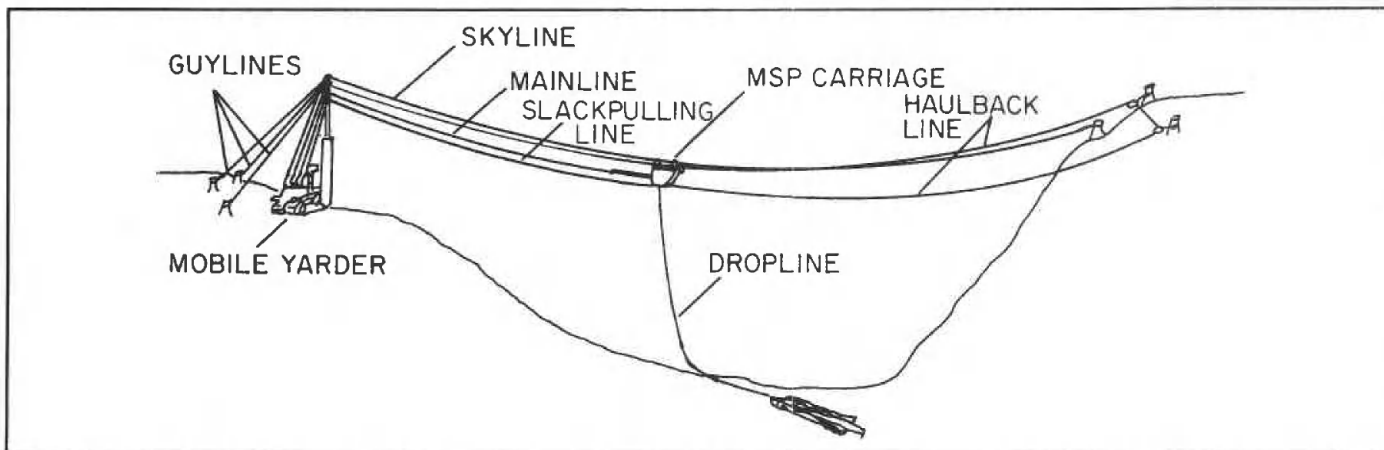 SKYLINE
GUYLINES
MAINLINE
MSP CARRIAGE
SLACKPULLING
LINE
HAULBACK
LINE
MOBILE YARDER
DROPLINE